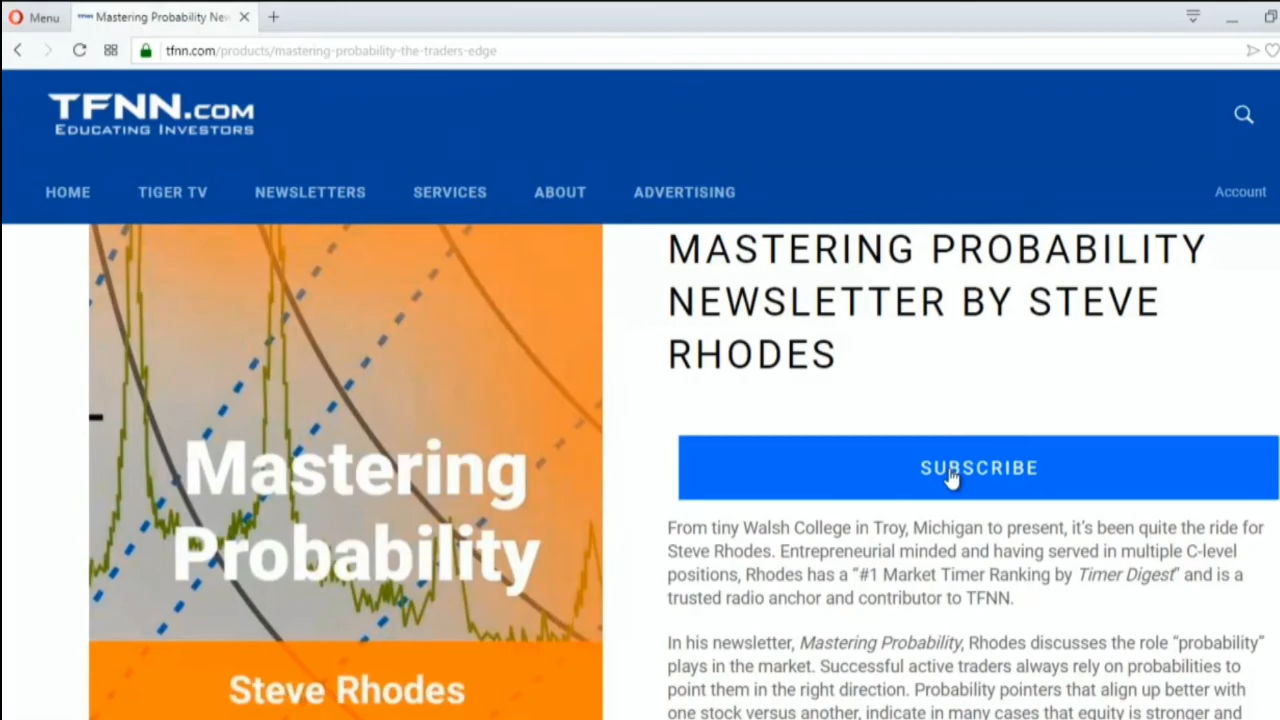 Menu
Mastering Probability New
tfnn.com/products/mastering-probability-the-traders-edge
TFNN.COM
EDUCATING INVESTORS
HOME
TIGER TV
NEWSLETTERS
SERVICES
ABOUT
ADVERTISING
Account
Mastering
Probability
Steve Rhodes
MASTERING PROBABILITY
NEWSLETTER BY STEVE
RHODES
SUBSCRIBE
From tiny Walsh College in Troy, Michigan to present, it's been quite the ride for
Steve Rhodes. Entrepreneurial minded and having served in multiple C-level
positions, Rhodes has a "#1 Market Timer Ranking by Timer Digest" and is a
trusted radio anchor and contributor to TFNN.
In his newsletter, Mastering Probability, Rhodes discusses the role "probability"
plays in the market. Successful active traders always rely on probabilities to
point them in the right direction. Probability pointers that align up better with
one stock versus another, indicate in many cases that equity is stronger and